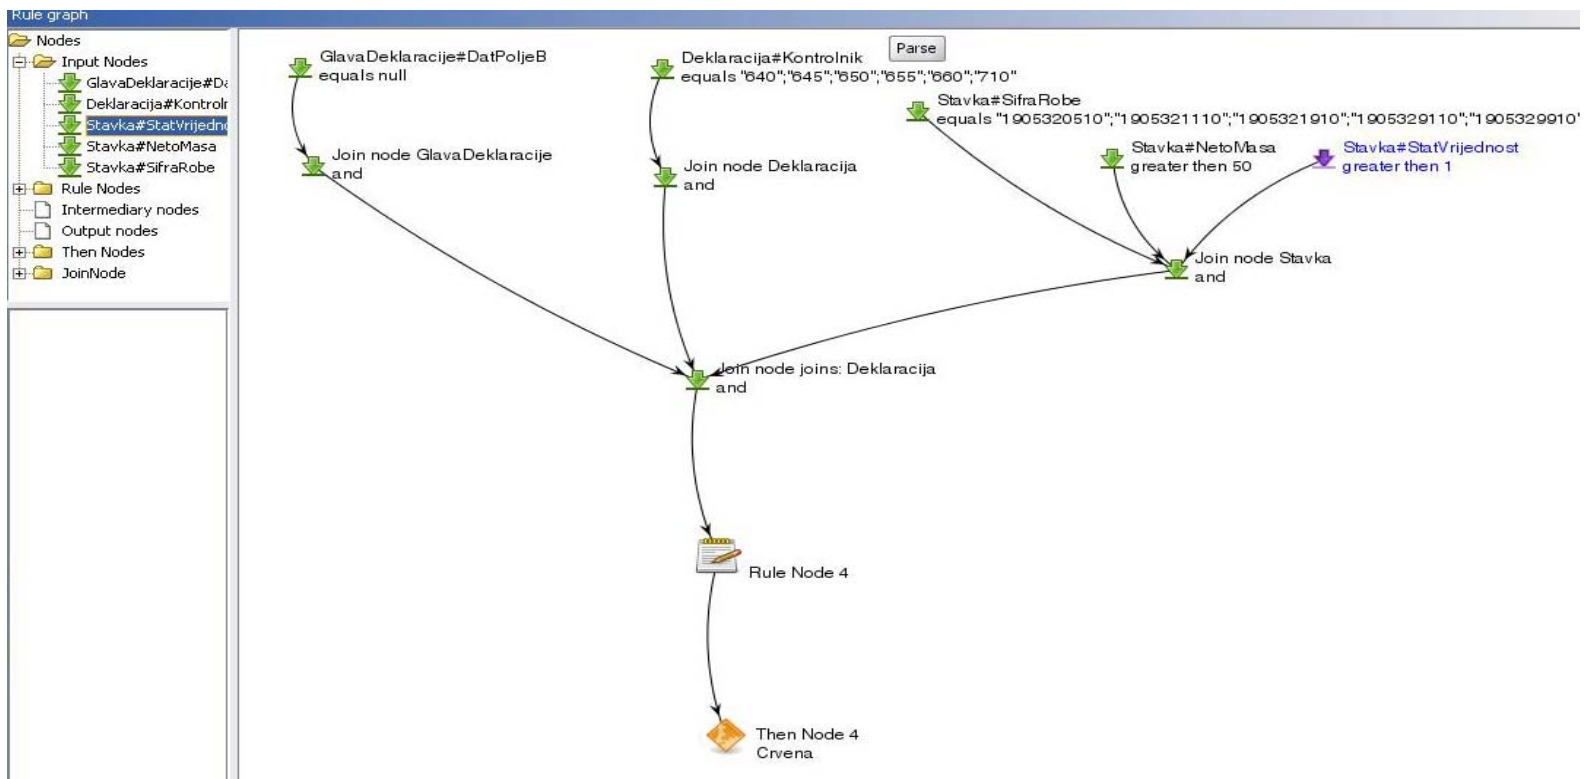 Rule graph
Nodes
Input Nodes
GlavaDeklaracije#Da
Deklaracija#Kontroln
Stavka#StatVrijedno
Stavka#NetoMasa
Stavka#SifraRobe
Rule Nodes
Intermediary nodes
Output nodes
Then Nodes
JoinNode
GlavaDeklaracije#DatPoljeB
equals null
Deklaracija#Kontrolnik
equals "640";"645";"650";"655";"660";"710"
Parse
Stavka#SifraRobe
equals "1905320510";"1905321110";"1905321910";"1905329110";"1905329910"
Stavka#NetoMasa
greater then 50
Stavka#StatVrijednost
greater then 1
Join node GlavaDeklaracije
and
Join node Deklaracija
and
Join node Stavka
and
Join node joins: Deklaracija
and
Rule Node 4
Then Node 4
Crvena